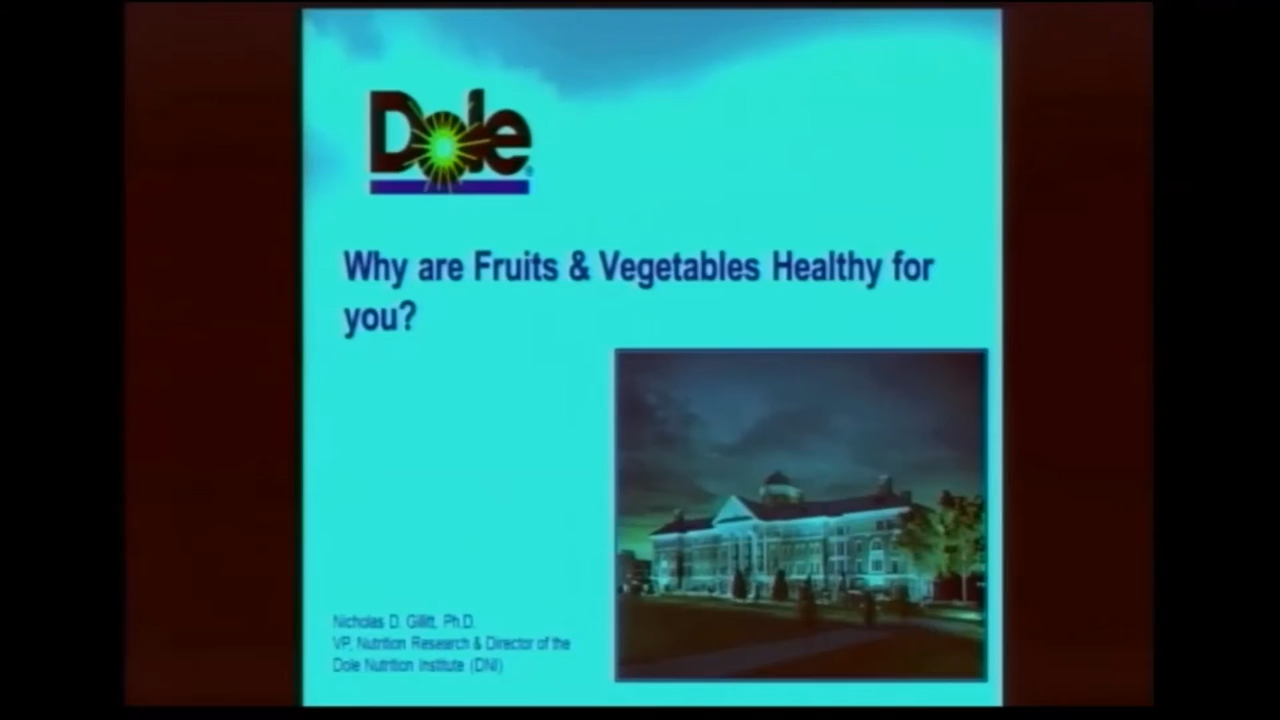 Dole
Why are Fruits & Vegetables Healthy for
you?
Nicholas D. Gillitt, Ph.D.
VP, Nutrition Research & Director of the
Dole Nutrition Institute (DNI)